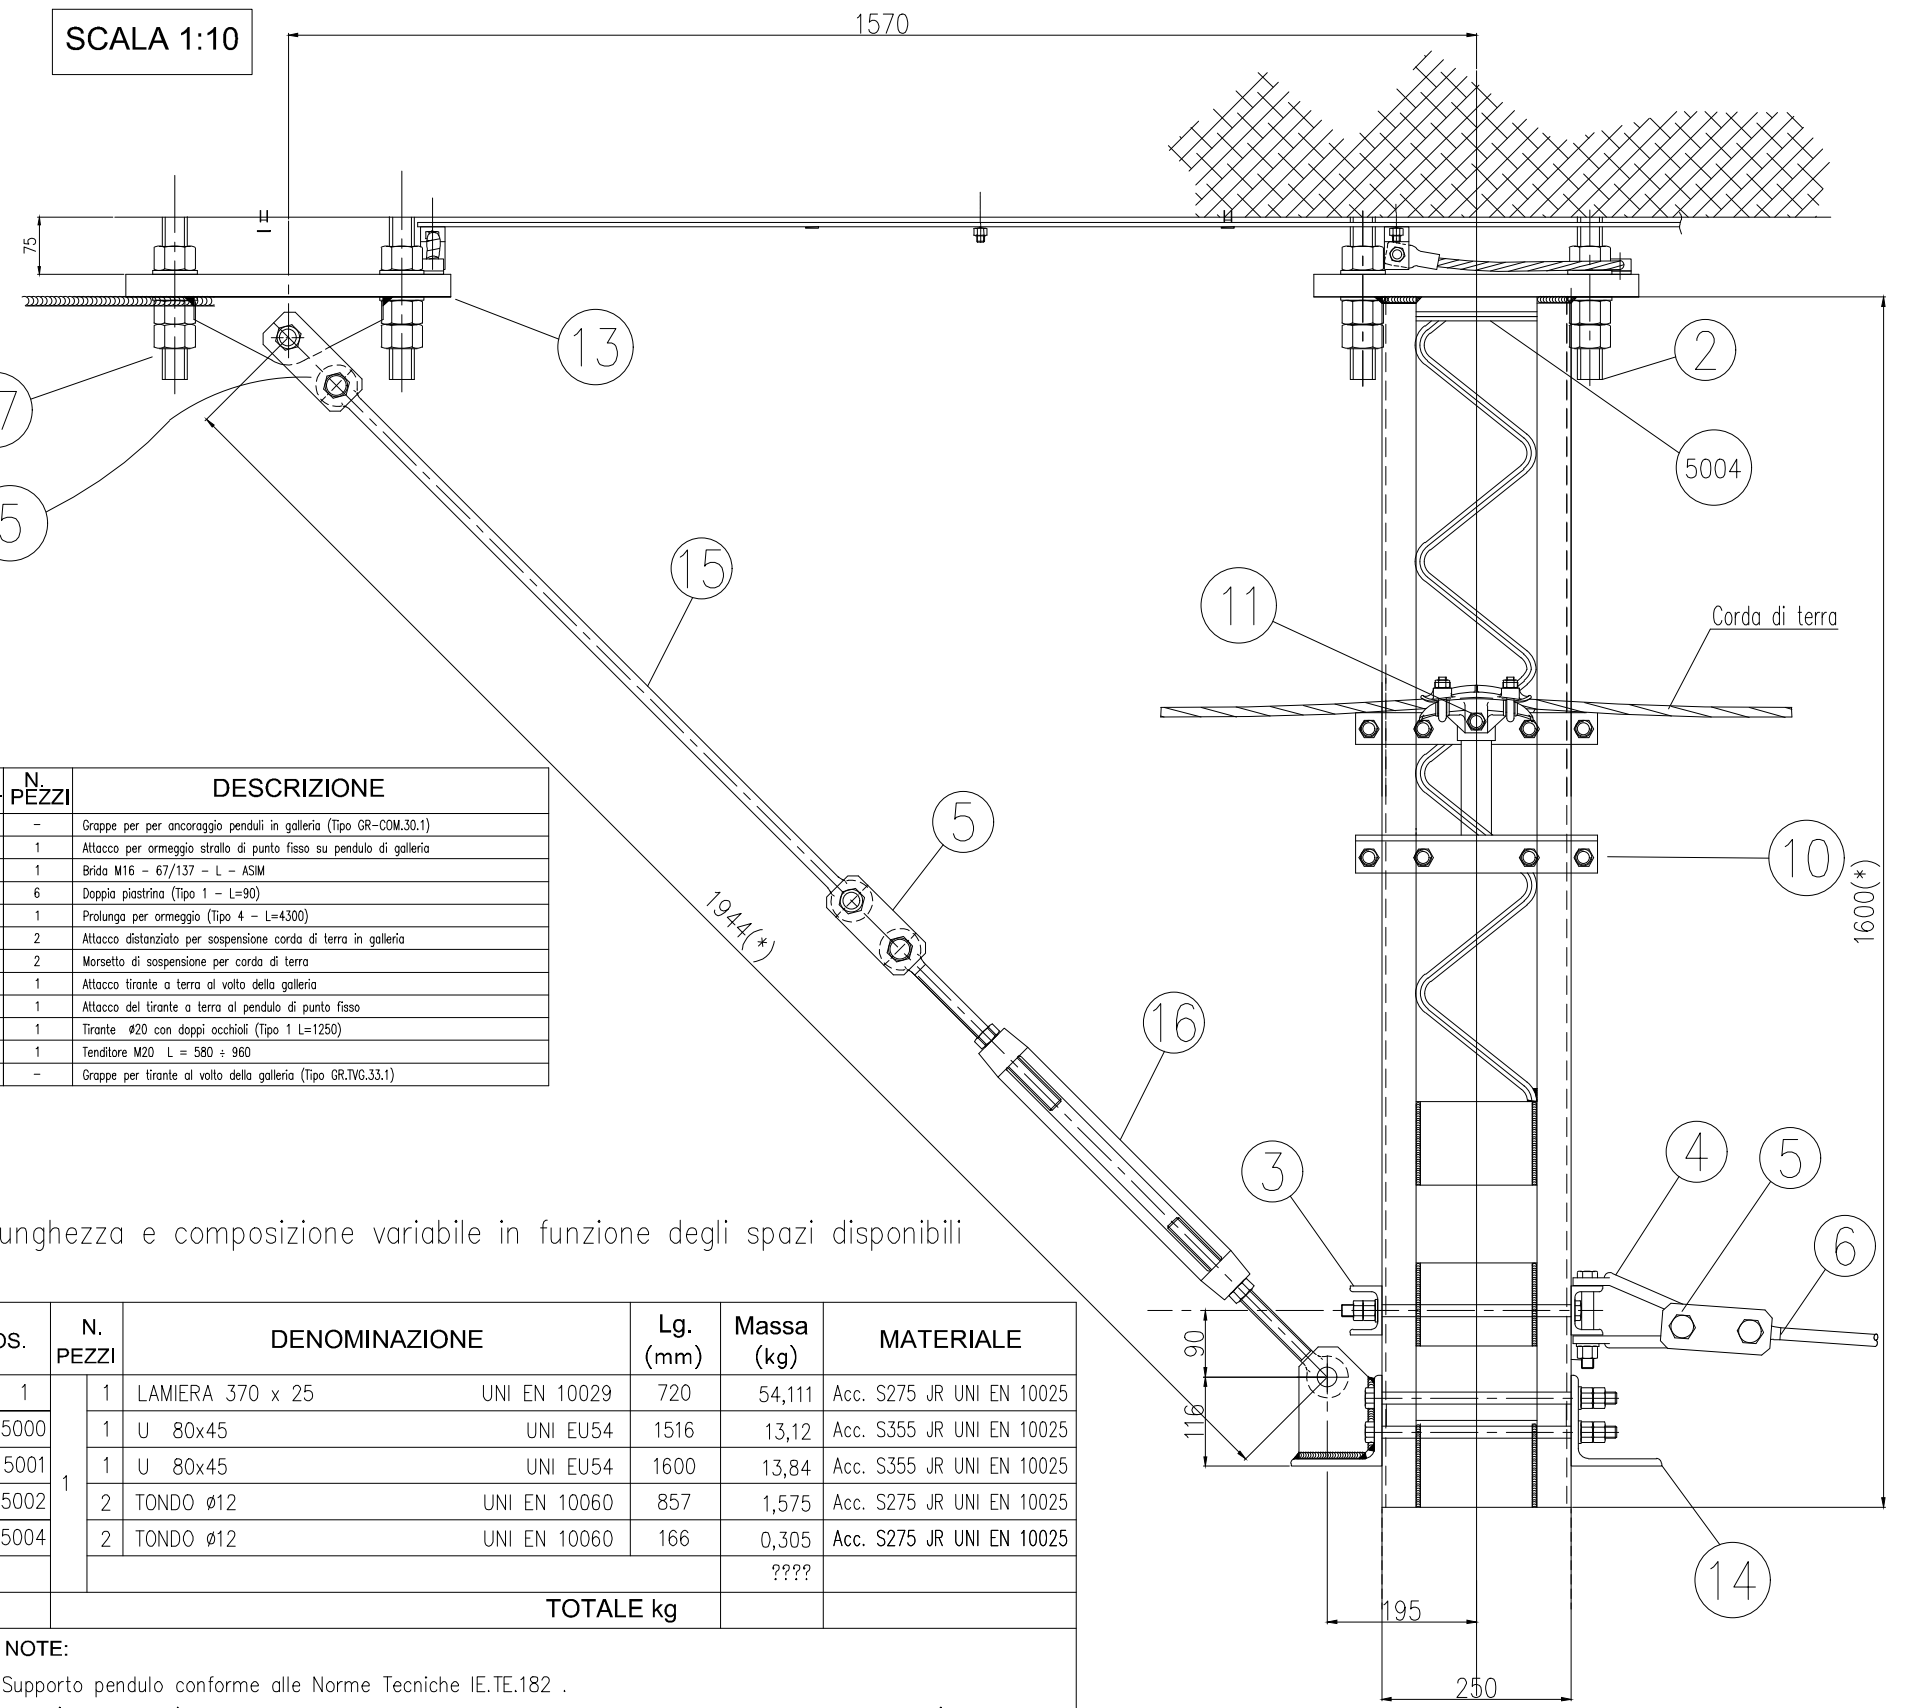 SCALA 1:10
1570
75
13
2
7
5
5004
15
11
Corda di terra
N. PEZZI DESCRIZIONE
- Grappe per per ancoraggio penduli in galleria (Tipo GR-COM.30.1)
1 Attacco per ormeggio strallo di punto fisso su pendulo di galleria
1 Brida M16 - 67/137 - L - ASIM
6 Doppia piastrina (Tipo 1 - L=90)
1 Prolunga per ormeggio (Tipo 4 - L=4300)
2 Attacco distanziato per sospensione corda di terra in galleria
2 Morsetto di sospensione per corda di terra
1 Attacco tirante a terra al volto della galleria
1 Attacco del tirante a terra al pendulo di punto fisso
1 Tirante ø20 con doppi occhioli (Tipo 1 L=1250)
1 Tenditore M20 L = 580 ÷ 960
- Grappe per tirante al volto della galleria (Tipo GR.TVG.33.1)
5
10
1600(*)
1944(*)
16
3
4
5
6
unghezza e composizione variabile in funzione degli spazi disponibili
90
116
OS. N. PEZZI DENOMINAZIONE Lg. (mm) Massa (kg) MATERIALE
1 1 LAMIERA 370 x 25 UNI EN 10029 720 54,111 Acc. S275 JR UNI EN 10025
5000 1 U 80x45 UNI EU54 1516 13,12 Acc. S355 JR UNI EN 10025
5001 1 U 80x45 UNI EU54 1600 13,84 Acc. S355 JR UNI EN 10025
1
5002 2 TONDO ø12 UNI EN 10060 857 1,575 Acc. S275 JR UNI EN 10025
5004 2 TONDO ø12 UNI EN 10060 166 0,305 Acc. S275 JR UNI EN 10025
????
TOTALE kg
14
195
250
NOTE:
Supporto pendulo conforme alle Norme Tecniche IE.TE.182 .